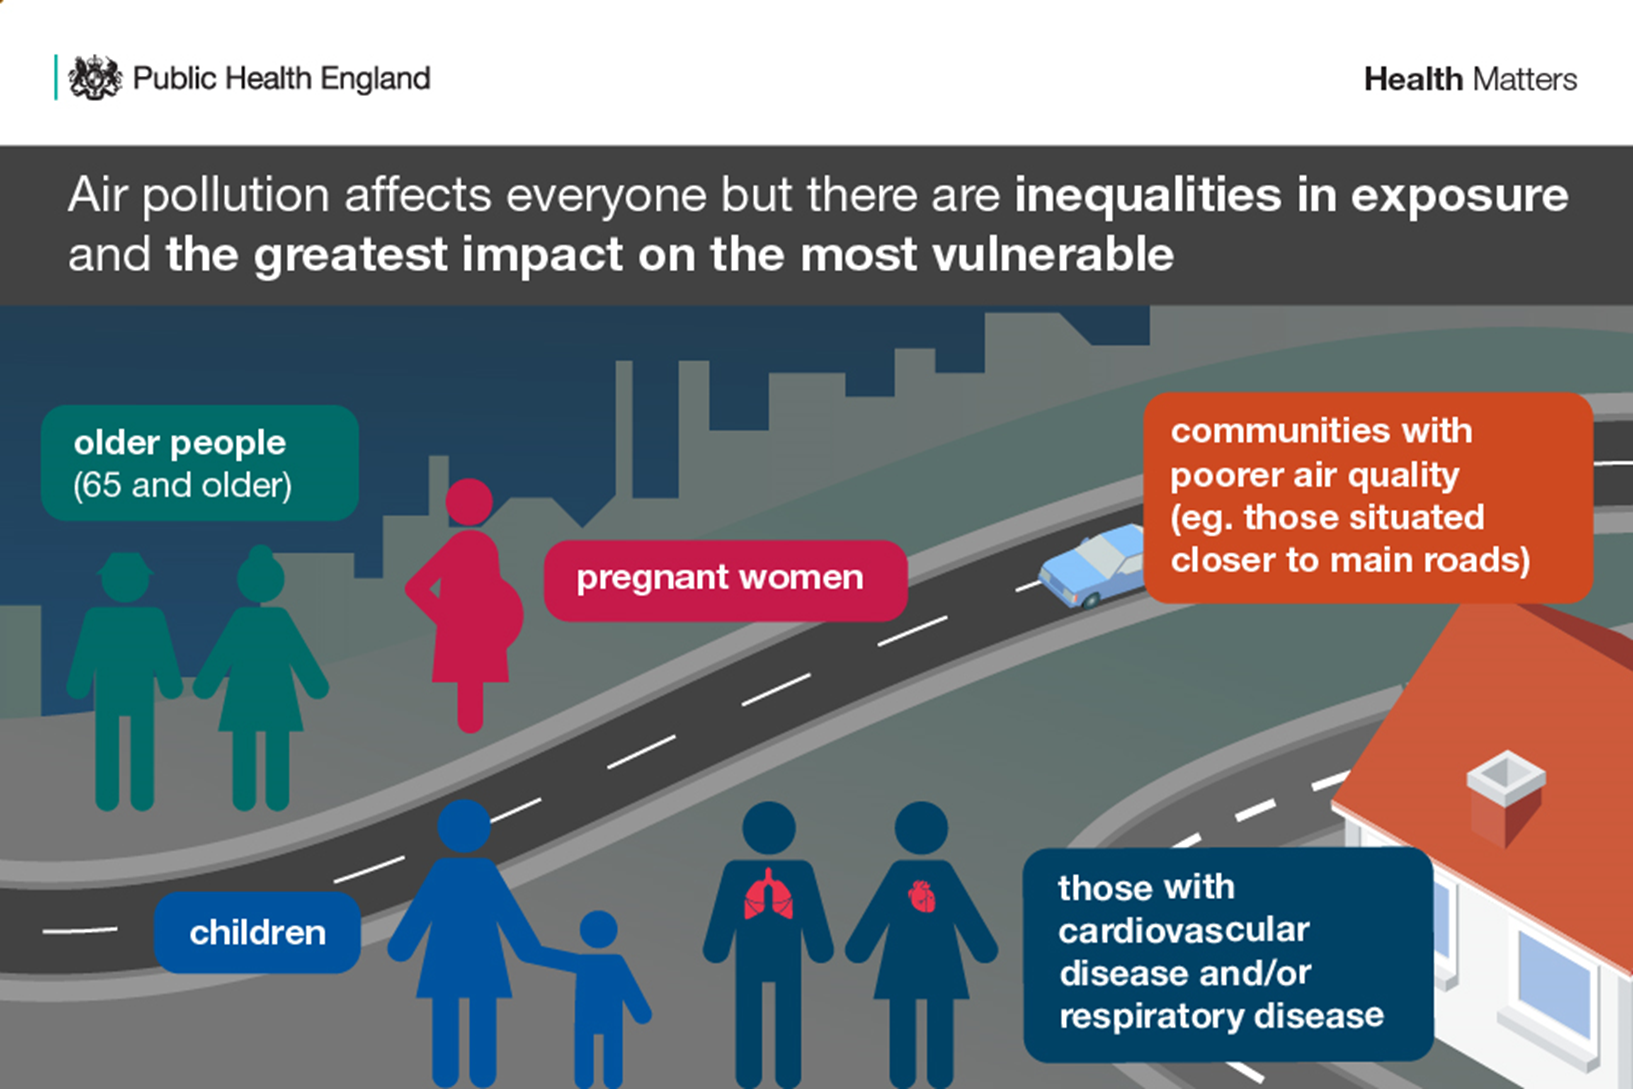 Public Health England
Health Matters
Air pollution affects everyone but there are inequalities in exposure
and the greatest impact on the most vulnerable
older people
(65 and older)
pregnant women
communities with
poorer air quality
(eg. those situated
closer to main roads)
children
those with
cardiovascular
disease and/or
respiratory disease